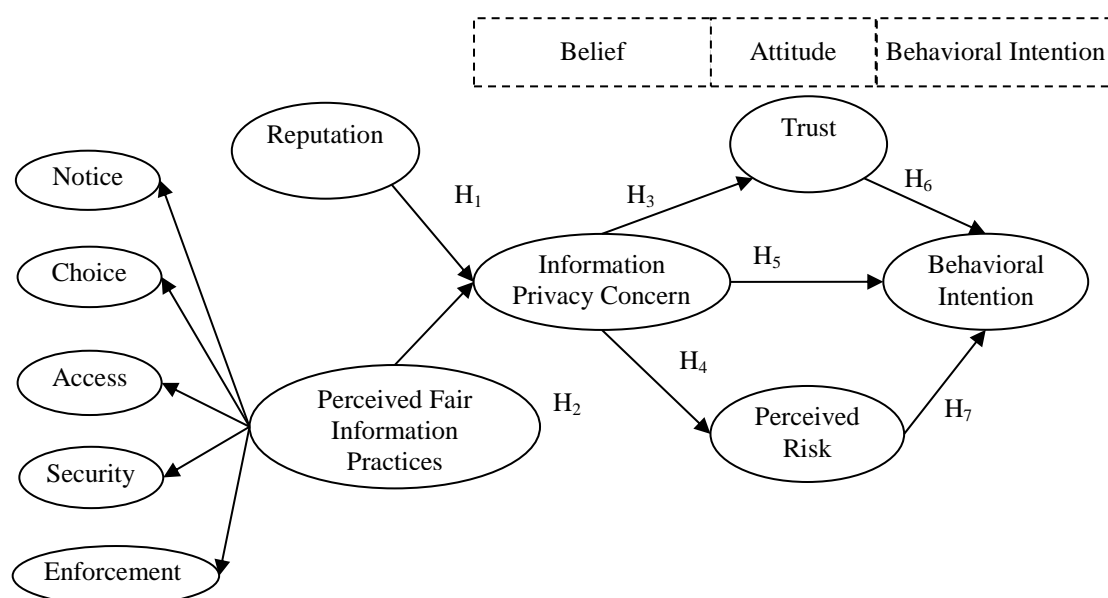 Belief
Attitude
Behavioral Intention
Reputation
Trust
Notice
H₁
H₃
H₆
Choice
Information
Privacy Concern
H₅
Behavioral
Intention
Access
H₄
Perceived Fair
Information
Practices
H₂
Perceived
Risk
H₇
Security
Enforcement